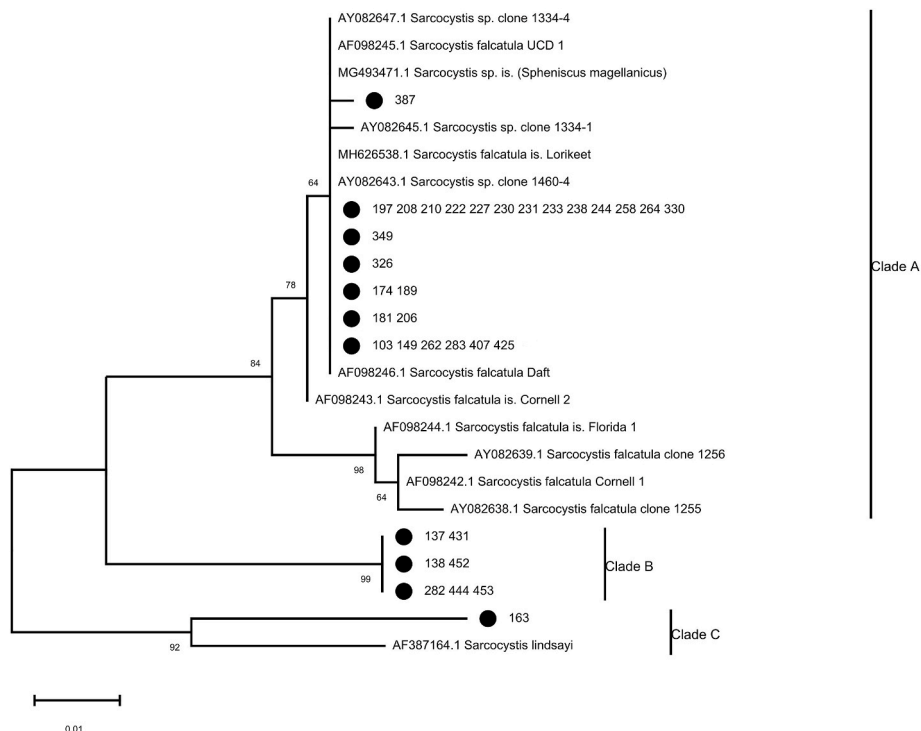 AY082647.1 Sarcocystis sp. clone 1334-4
AF098245.1 Sarcocystis falcatula UCD 1
MG493471.1 Sarcocystis sp. is. (Spheniscus magellanicus)
387
AY082645.1 Sarcocystis sp. clone 1334-1
MH626538.1 Sarcocystis falcatula is. Lorikeet
64
AY082643.1 Sarcocystis sp. clone 1460-4
197 208 210 222 227 230 231 233 238 244 258 264 330
349
326
Clade A
78
174 189
181 206
103 149 262 283 407 425
84
AF098246.1 Sarcocystis falcatula Daft
AF098243.1 Sarcocystis falcatula is. Cornell 2
AF098244.1 Sarcocystis falcatula is. Florida 1
AY082639.1 Sarcocystis falcatula clone 1256
98
AF098242.1 Sarcocystis falcatula Cornell 1
64
AY082638.1 Sarcocystis falcatula clone 1255
137 431
138 452
Clade B
99
282 444 453
163
Clade C
92
AF387164.1 Sarcocystis lindsayi
0.01